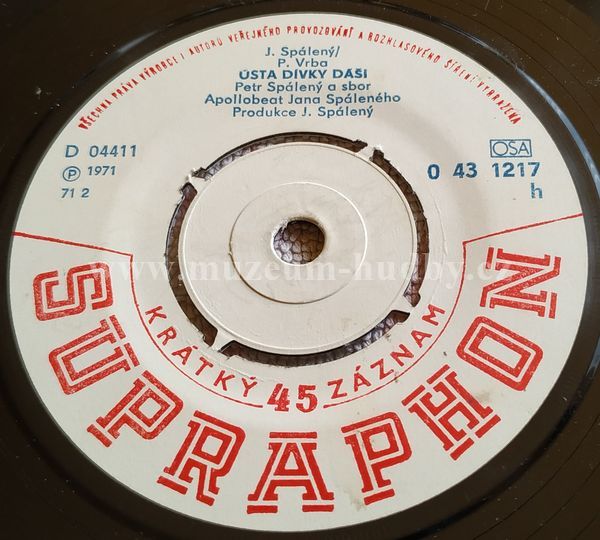 VŠECHNA PRÁVA VÝROBCE I AUTORŮ VEŘEJNÉHO PROVOZOVÁNÍ A ROZHLASOVÉHO ŠÍŘENÍ VYHRAZENA
J. Spálený/
P. Vrba
ÚSTA DÍVKY DÁŠI
Petr Spálený a sbor
Apollobeat Jana Spáleného
Produkce J. Spálený
D 04411
Ⓟ 1971
71 2
OSA
0 43 1217
h
www.muzeum-hudby.cz
KRÁTKÝ 45 ZÁZNAM
SUPRAPHON